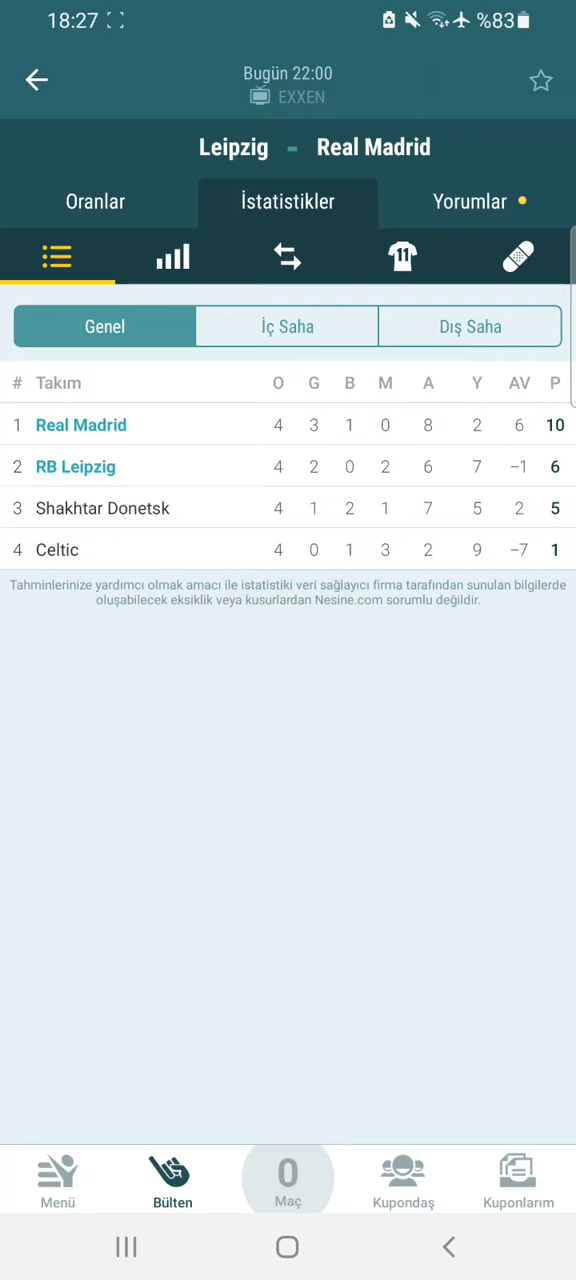 18:27 %83
Bugün 22:00
EXXEN
Leipzig - Real Madrid
Oranlar İstatistikler Yorumlar
11
Genel İç Saha Dış Saha
# Takım O G B M A Y AV P
1 Real Madrid 4 3 1 0 8 2 6 10
2 RB Leipzig 4 2 0 2 6 7 −1 6
3 Shakhtar Donetsk 4 1 2 1 7 5 2 5
4 Celtic 4 0 1 3 2 9 −7 1
Tahminlerinize yardımcı olmak amacı ile istatistiki veri sağlayıcı firma tarafından sunulan bilgilerde
oluşabilecek eksiklik veya kusurlardan Nesine.com sorumlu değildir.
0
Menü Bülten Maç Kupondaş Kuponlarım